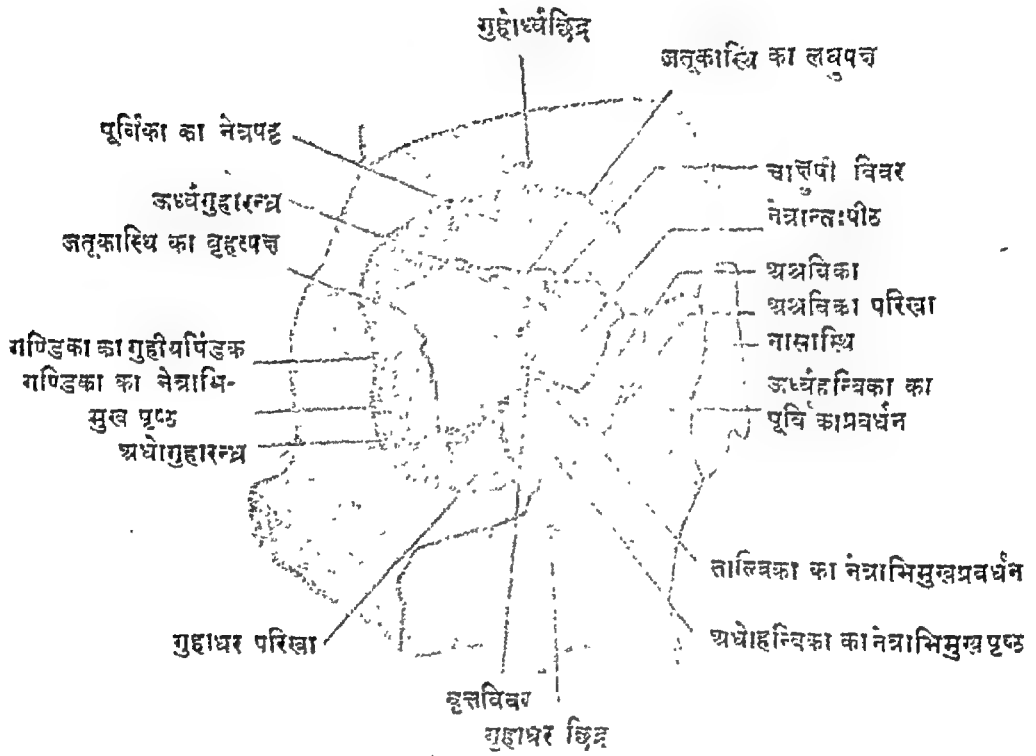 गुहोर्ध्वछिद्र
जतूकास्थि का लघुपक्ष
पूर्विका का नेत्रपट्ट
चाक्षुषी विवर
ऊर्ध्वगुहारन्ध्र
नेत्रान्तःपीठ
जतूकास्थि का बृहत्पक्ष
अश्रविका
अश्रविका परिखा
गण्डिका का गुहीयपिंडक
नासास्थि
गण्डिका का नेत्राभि-
मुख पृष्ठ
ऊर्ध्वहन्विका का
पूर्विकाप्रवर्धन
अधोगुहारन्ध्र
ताल्विका का नेत्राभिमुखप्रवर्धन
गुहाधर परिखा
अधोहन्विका का नेत्राभिमुख पृष्ठ
वृत्तविवर
गुहाधर छिद्र